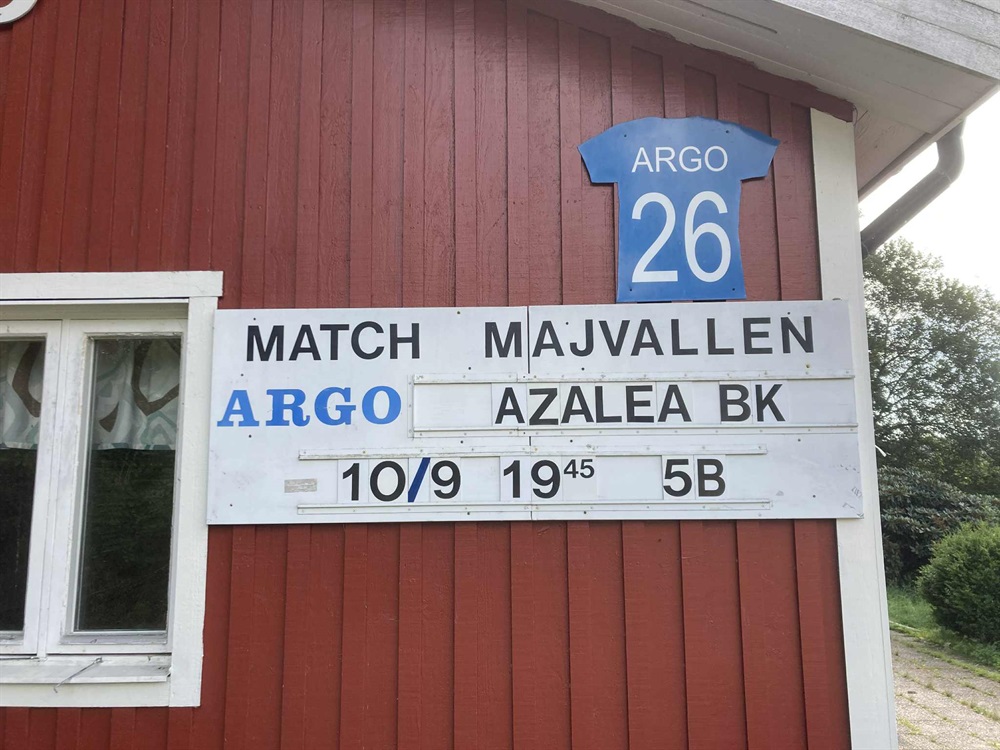 ARGO
26
MATCH MAJVALLEN
ARGO AZALEA BK
10/9 19⁴⁵ 5B